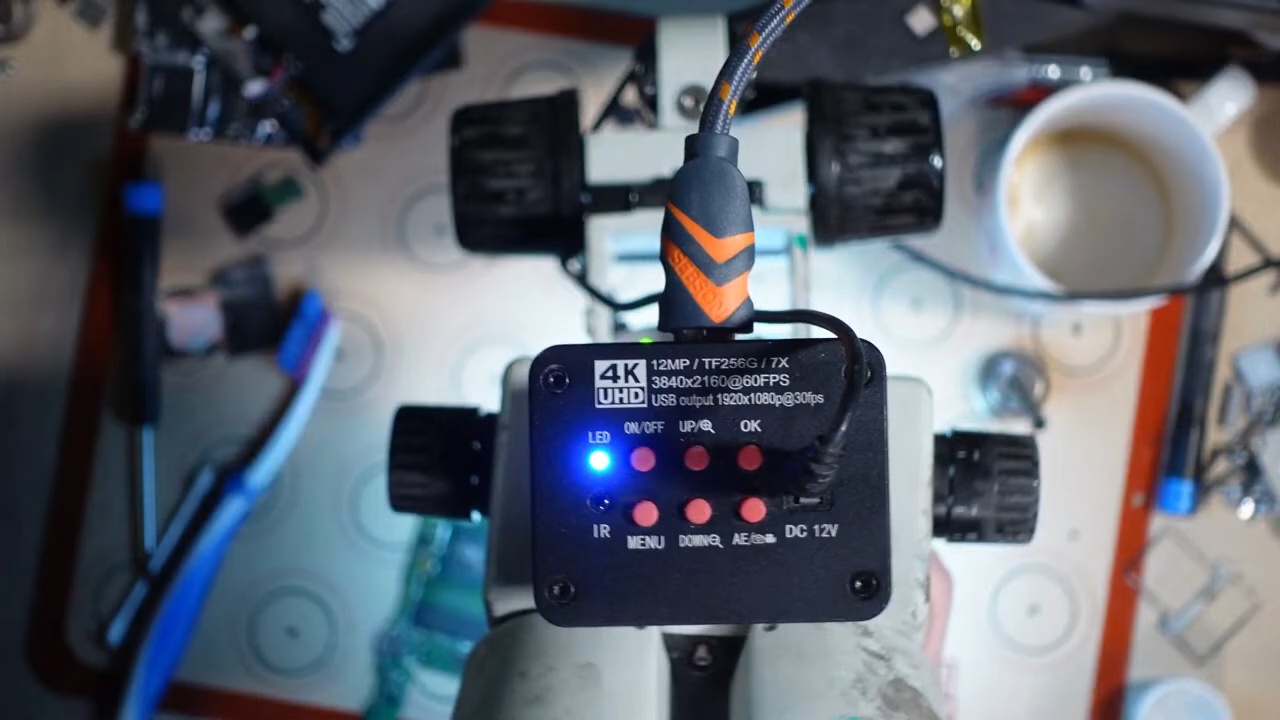 SEBSON
4K
UHD
12MP / TF256G / 7X
3840x2160@60FPS
USB output 1920x1080p@30fps
LED
ON/OFF
UP/
OK
IR
MENU
DOWN
AE/
DC 12V